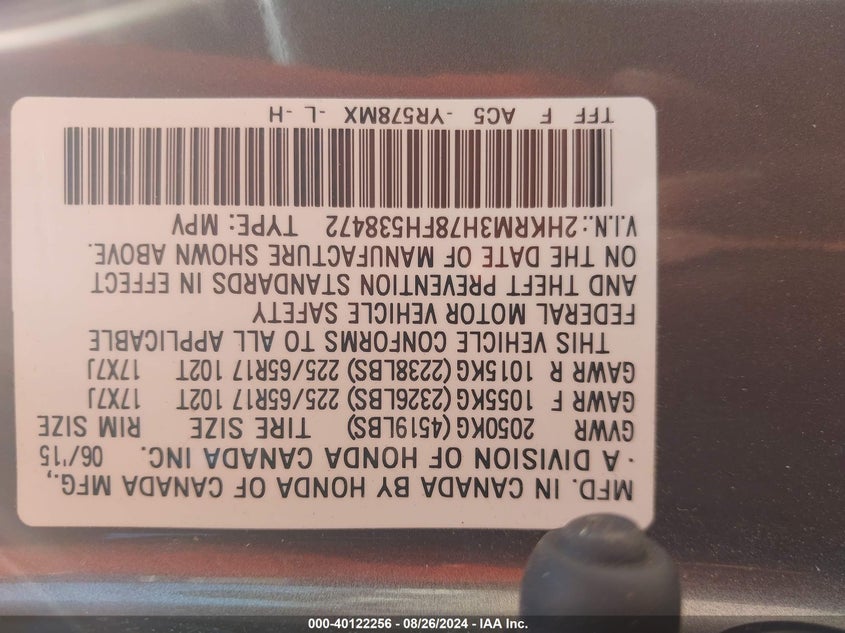 MFD. IN CANADA BY HONDA OF CANADA MFG.,
· A DIVISION OF HONDA CANADA INC. 06/'15
GVWR 2050KG(4519LBS) TIRE SIZE RIM SIZE
GAWR F 1055KG (2326LBS) 225/65R17 102T 17X7J
GAWR R 1015KG (2238LBS) 225/65R17 102T 17X7J
THIS VEHICLE CONFORMS TO ALL APPLICABLE
FEDERAL MOTOR VEHICLE SAFETY
AND THEFT PREVENTION STANDARDS IN EFFECT
ON THE DATE OF MANUFACTURE SHOWN ABOVE.
V.I.N.:2HKRM3H78FH538472 TYPE: MPV
TFF F AC5 -YR578MX -L -H
000-40122256 - 08/26/2024 - IAA Inc.